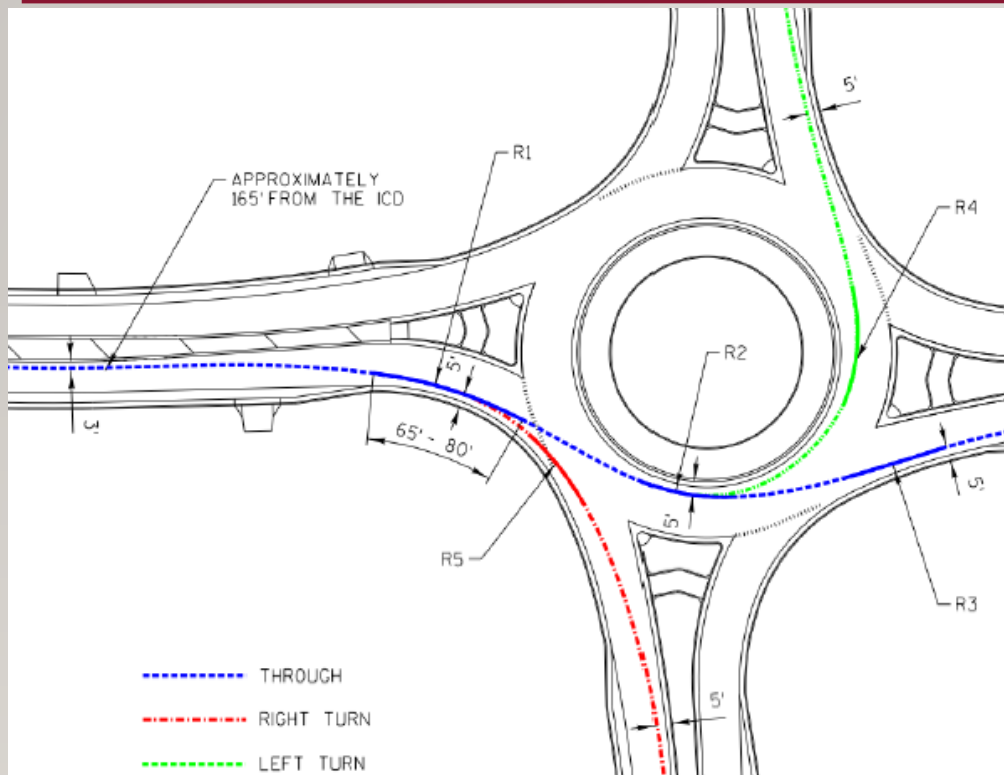 5'
R1
APPROXIMATELY
165' FROM THE ICD
R4
R2
5'
3'
65' - 80'
5'
5'
R5
R3
THROUGH
5'
RIGHT TURN
LEFT TURN